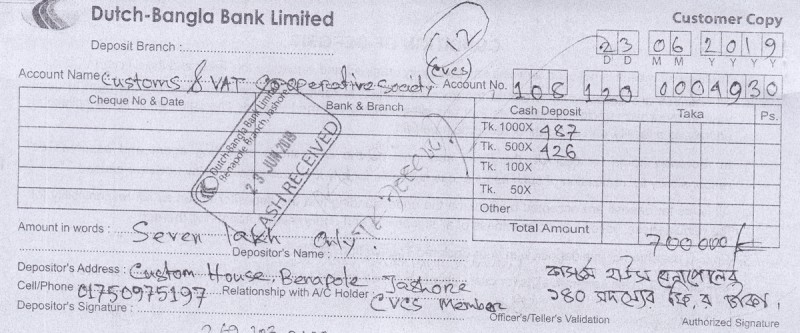 Dutch-Bangla Bank Limited
Customer Copy
Deposit Branch :
23 06 2019
D D M M Y Y Y Y
Account Name Customs & VAT Co-operative Society (CVCS) Account No. 108 120 0004930
Cheque No & Date Bank & Branch Cash Deposit Taka Ps.
Tk. 1000X 487
Tk. 500X 426
Tk. 100X
Tk. 50X
Other
Dutch-Bangla Bank Limited
Benapole Branch, Jashore
23 JUN 2019
CASH RECEIVED
Amount in words : Seven lakh only.
Total Amount 700000/=
Depositor's Name :
Depositor's Address : Custom House, Benapole Jashore
Cell/Phone 01750975197 Relationship with A/C Holder CVCS Member
Depositor's Signature :
কাস্টমস হাউস বেনাপোলের
১৪০ সদস্যের
Officer's/Teller's Validation
Authorized Signature